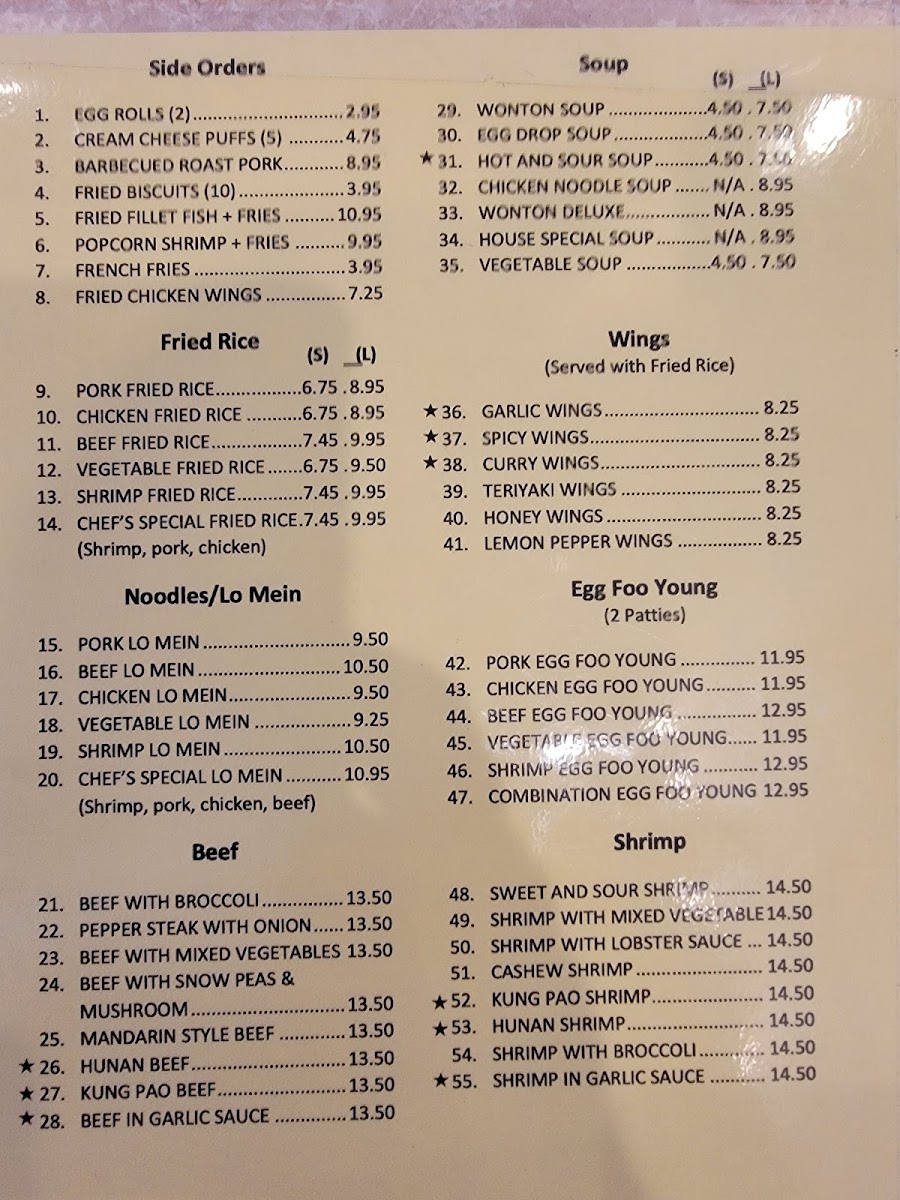 Side Orders
1. EGG ROLLS (2)..............................2.95
2. CREAM CHEESE PUFFS (5) ...........4.75
3. BARBECUED ROAST PORK...........8.95
4. FRIED BISCUITS (10)....................3.95
5. FRIED FILLET FISH + FRIES .........10.95
6. POPCORN SHRIMP + FRIES .........9.95
7. FRENCH FRIES ............................3.95
8. FRIED CHICKEN WINGS ................7.25
Fried Rice
(S) (L)
9. PORK FRIED RICE................6.75 .8.95
10. CHICKEN FRIED RICE ..........6.75 .8.95
11. BEEF FRIED RICE.................7.45 .9.95
12. VEGETABLE FRIED RICE.......6.75 .9.50
13. SHRIMP FRIED RICE............7.45 .9.95
14. CHEF'S SPECIAL FRIED RICE.7.45 .9.95
(Shrimp, pork, chicken)
Noodles/Lo Mein
15. PORK LO MEIN ............................9.50
16. BEEF LO MEIN...........................10.50
17. CHICKEN LO MEIN.......................9.50
18. VEGETABLE LO MEIN ...................9.25
19. SHRIMP LO MEIN ......................10.50
20. CHEF'S SPECIAL LO MEIN ...........10.95
(Shrimp, pork, chicken, beef)
Beef
21. BEEF WITH BROCCOLI................13.50
22. PEPPER STEAK WITH ONION......13.50
23. BEEF WITH MIXED VEGETABLES 13.50
24. BEEF WITH SNOW PEAS &
MUSHROOM.............................13.50
25. MANDARIN STYLE BEEF .............13.50
★ 26. HUNAN BEEF.............................13.50
★ 27. KUNG PAO BEEF........................13.50
★ 28. BEEF IN GARLIC SAUCE ..............13.50
Soup
(S) (L)
29. WONTON SOUP ...................4.50 . 7.50
30. EGG DROP SOUP..................4.50 . 7.50
★ 31. HOT AND SOUR SOUP..........4.50 . 7.50
32. CHICKEN NOODLE SOUP ....... N/A . 8.95
33. WONTON DELUXE................ N/A . 8.95
34. HOUSE SPECIAL SOUP........... N/A . 8.95
35. VEGETABLE SOUP ................4.50 . 7.50
Wings
(Served with Fried Rice)
★ 36. GARLIC WINGS.............................. 8.25
★ 37. SPICY WINGS................................. 8.25
★ 38. CURRY WINGS............................... 8.25
39. TERIYAKI WINGS ........................... 8.25
40. HONEY WINGS .............................. 8.25
41. LEMON PEPPER WINGS ................. 8.25
Egg Foo Young
(2 Patties)
42. PORK EGG FOO YOUNG ............... 11.95
43. CHICKEN EGG FOO YOUNG.......... 11.95
44. BEEF EGG FOO YOUNG ................ 12.95
45. VEGETABLE EGG FOO YOUNG...... 11.95
46. SHRIMP EGG FOO YOUNG ........... 12.95
47. COMBINATION EGG FOO YOUNG 12.95
Shrimp
48. SWEET AND SOUR SHRIMP.......... 14.50
49. SHRIMP WITH MIXED VEGETABLE14.50
50. SHRIMP WITH LOBSTER SAUCE ... 14.50
51. CASHEW SHRIMP......................... 14.50
★ 52. KUNG PAO SHRIMP...................... 14.50
★ 53. HUNAN SHRIMP........................... 14.50
54. SHRIMP WITH BROCCOLI............. 14.50
★ 55. SHRIMP IN GARLIC SAUCE ........... 14.50